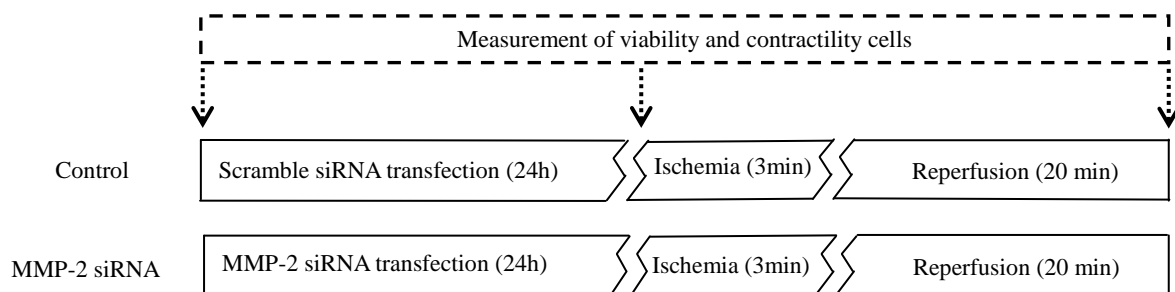 Measurement of viability and contractility cells
Control
Scramble siRNA transfection (24h)
Ischemia (3min)
Reperfusion (20 min)
MMP-2 siRNA
MMP-2 siRNA transfection (24h)
Ischemia (3min)
Reperfusion (20 min)